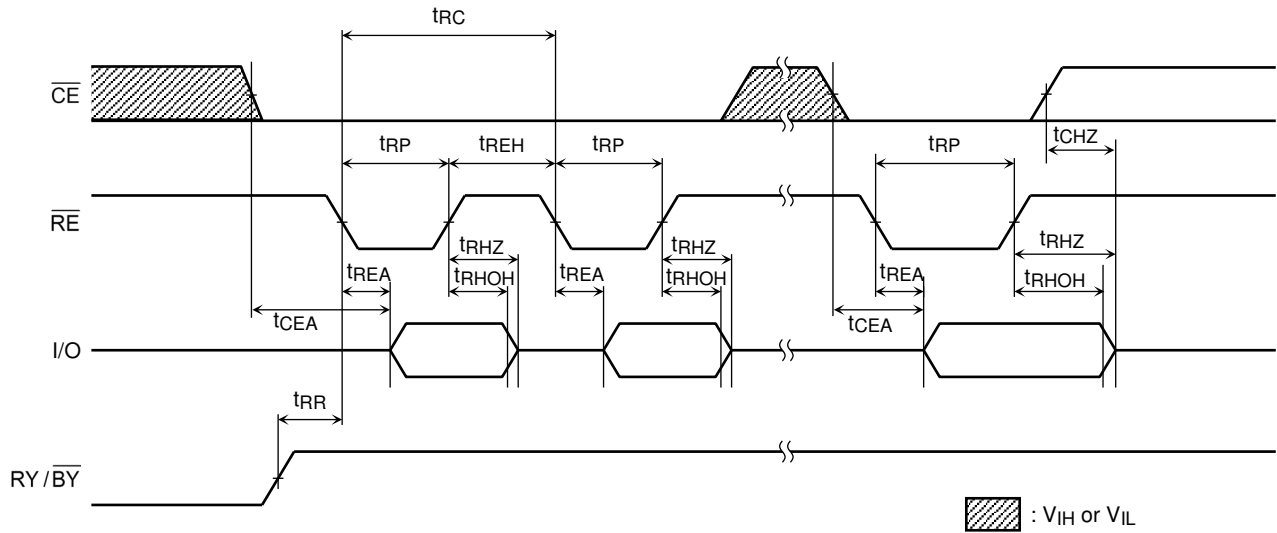 tRC
CE
tCHZ
tRP
tREH
tRP
tRP
RE
tRHZ
tRHZ
tRHZ
tREA
tRHOH
tREA
tRHOH
tREA
tRHOH
tCEA
tCEA
I/O
tRR
RY/BY
: VIH or VIL